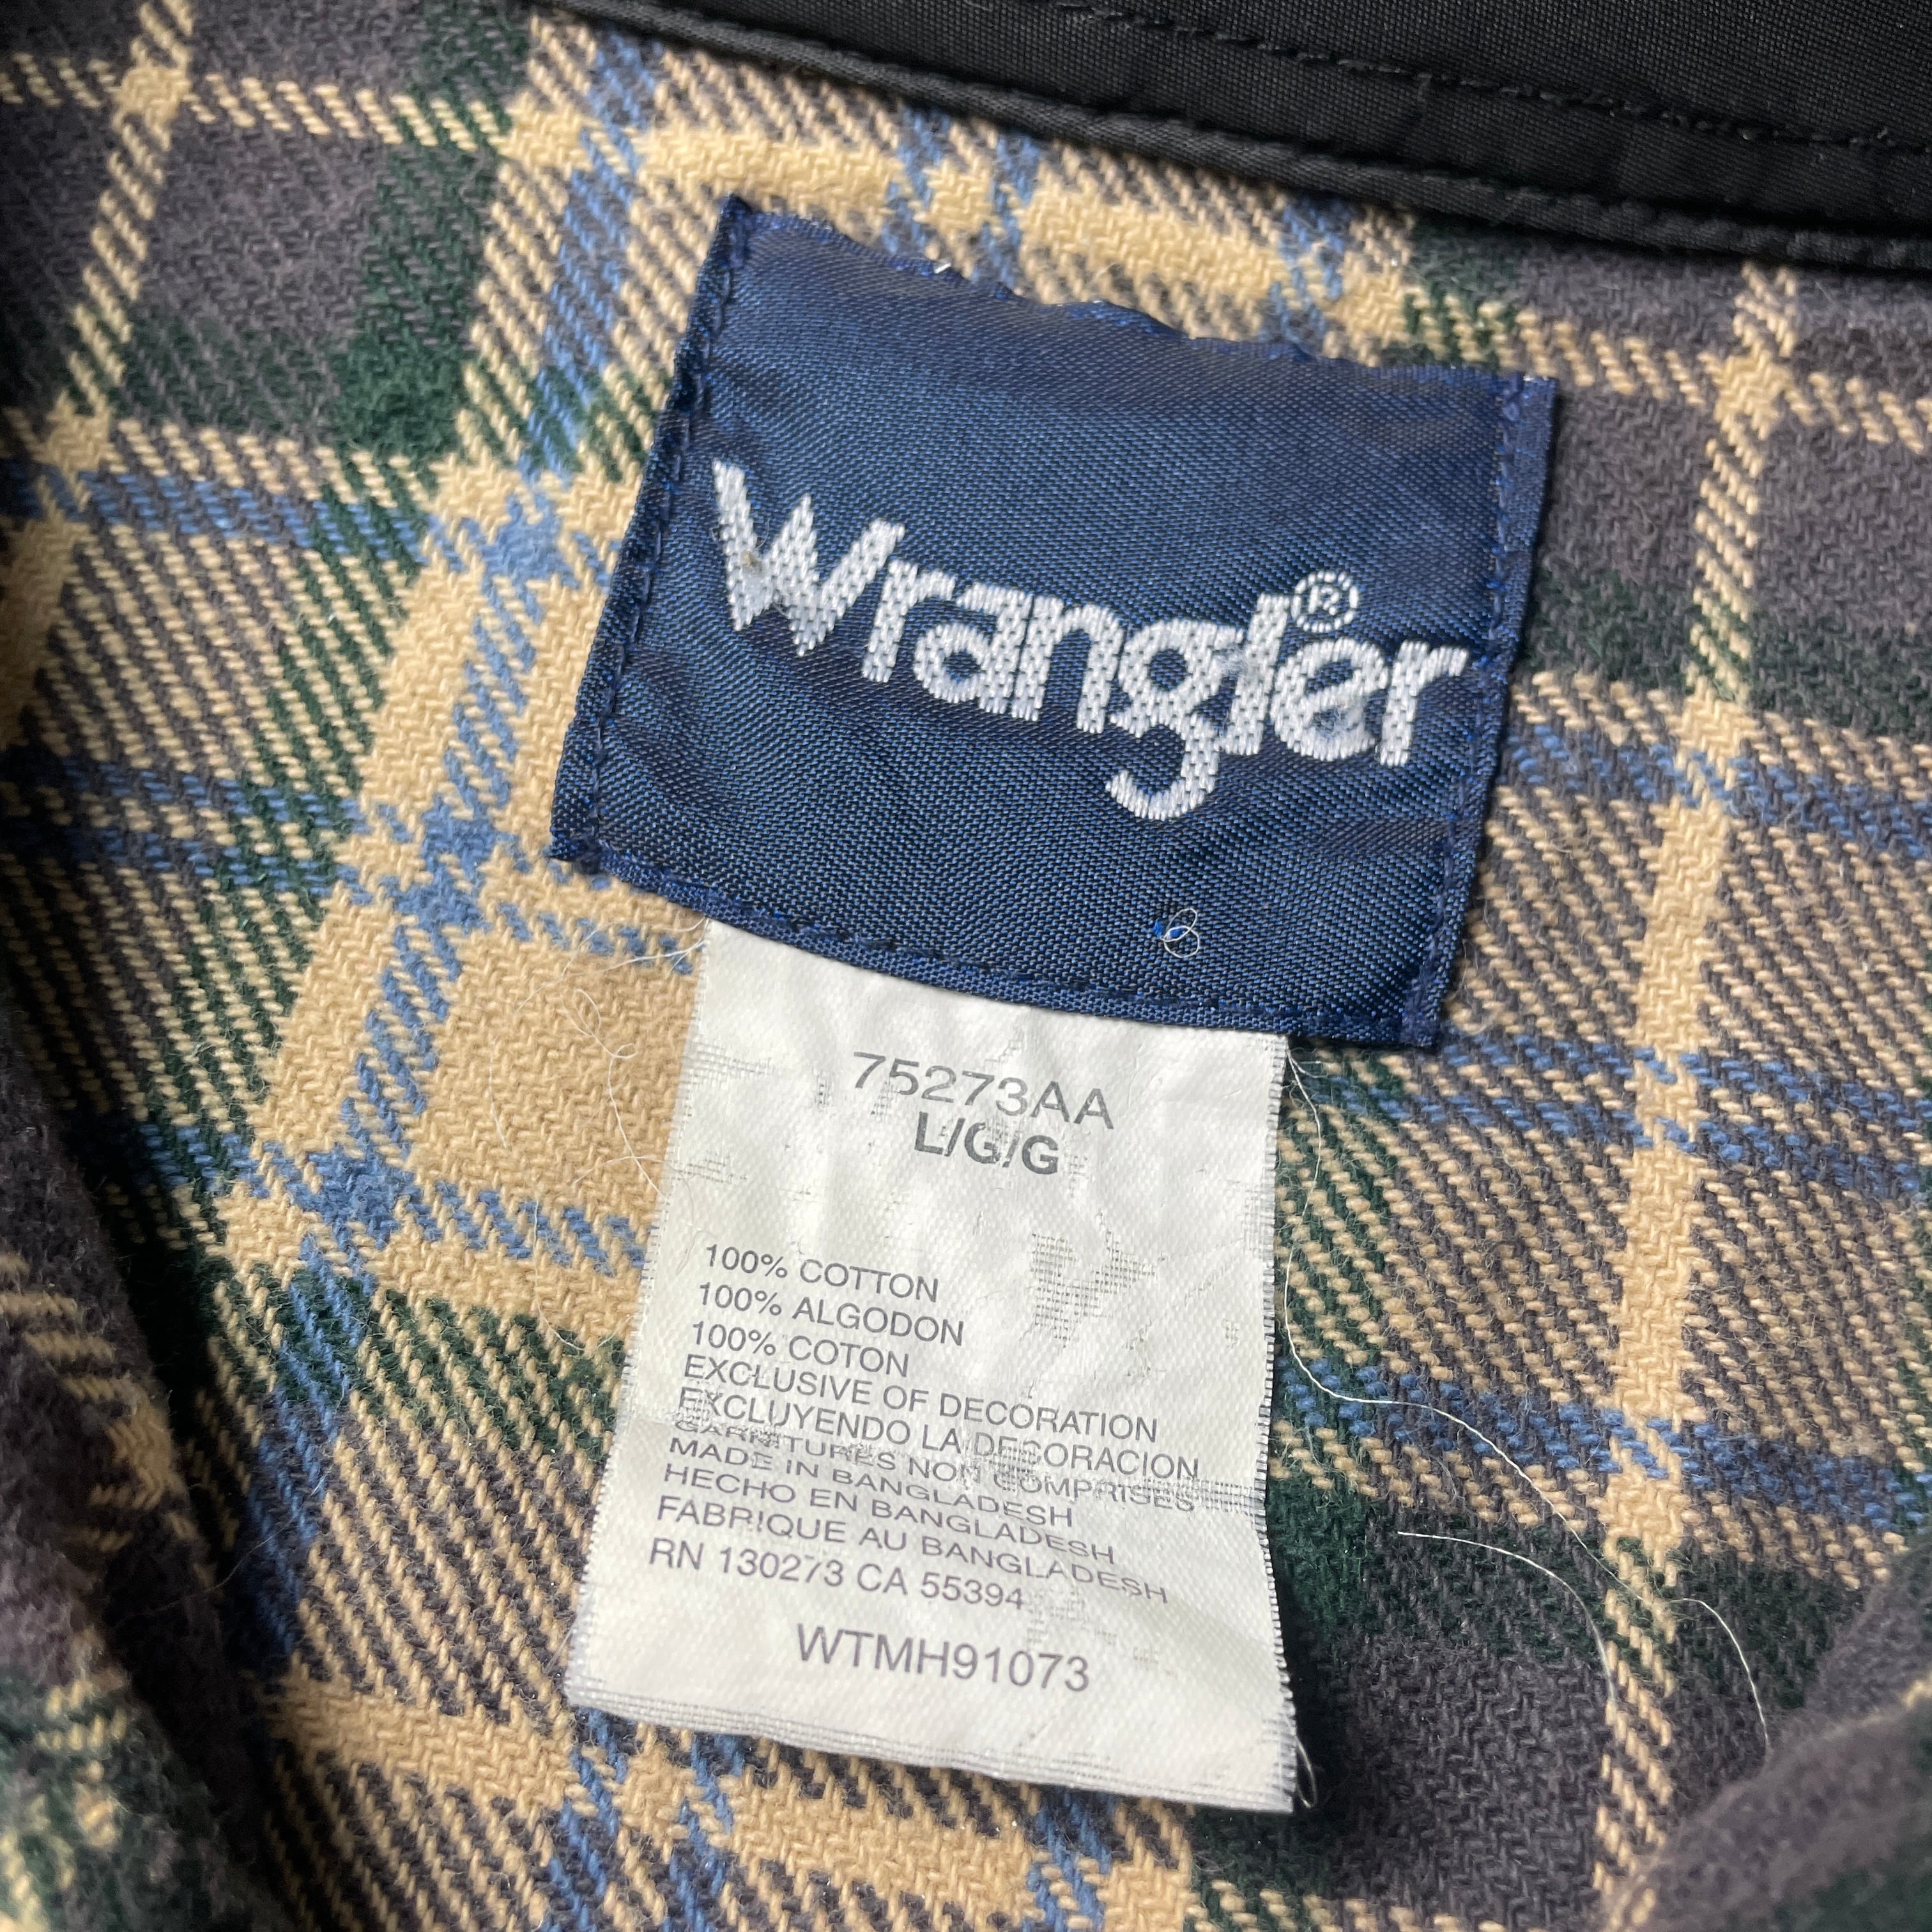 Wrangler®
75273AA
L/G/G
100% COTTON
100% ALGODON
100% COTON
EXCLUSIVE OF DECORATION
EXCLUYENDO LA DECORACION
GARNITURES NON COMPRISES
MADE IN BANGLADESH
HECHO EN BANGLADESH
FABRIQUE AU BANGLADESH
RN 130273 CA 55394
WTMH91073